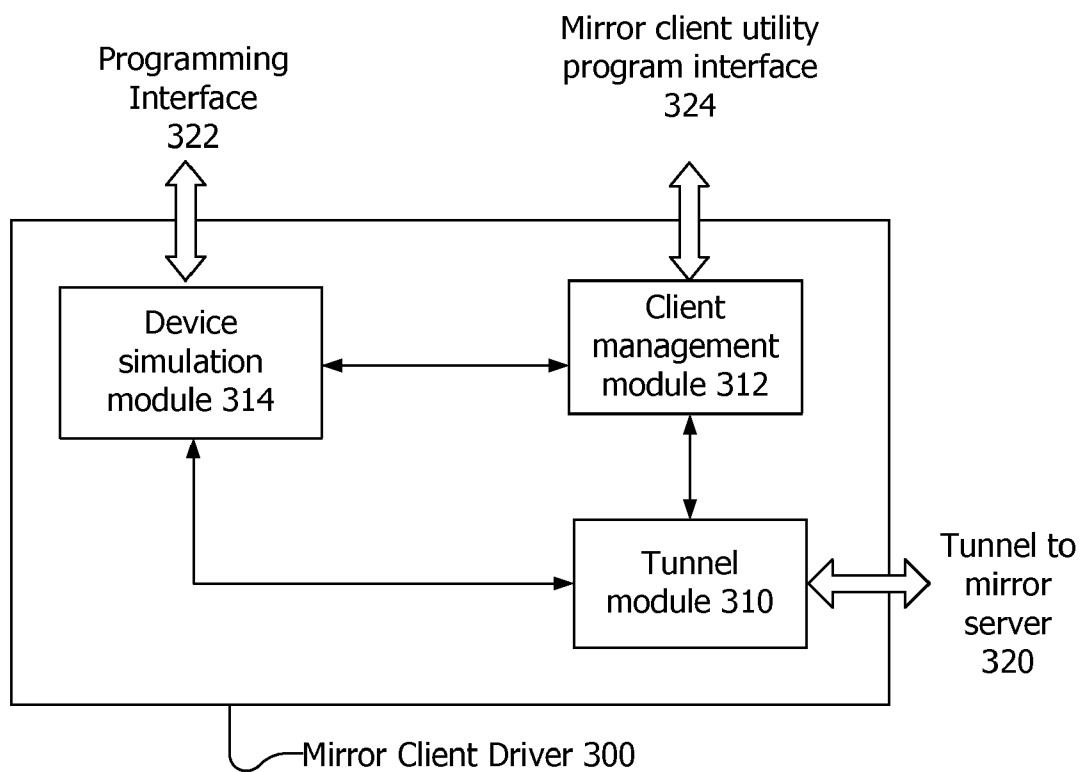 Programming
Interface
322
Mirror client utility
program interface
324
Device
simulation
module 314
Client
management
module 312
Tunnel
module 310
Tunnel to
mirror
server
320
Mirror Client Driver 300